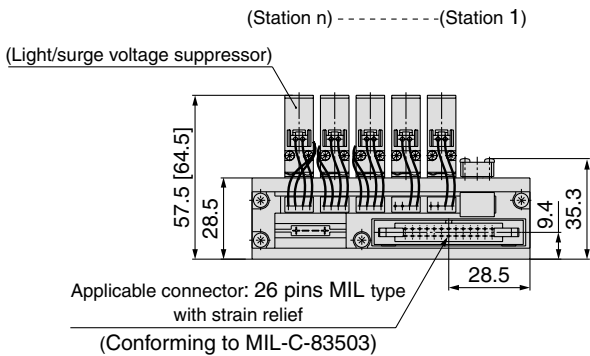 (Station n) - - - - - - - - - -(Station 1)
(Light/surge voltage suppressor)
57.5 [64.5]
28.5
9.4
35.3
28.5
Applicable connector: 26 pins MIL type
with strain relief
(Conforming to MIL-C-83503)